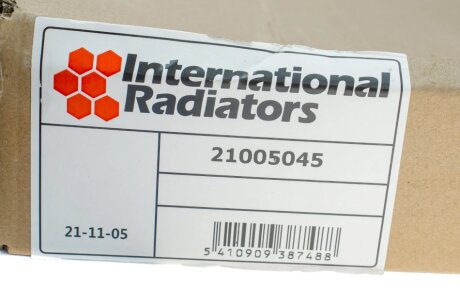 International
Radiators
21005045
21-11-05
5 410909 387488